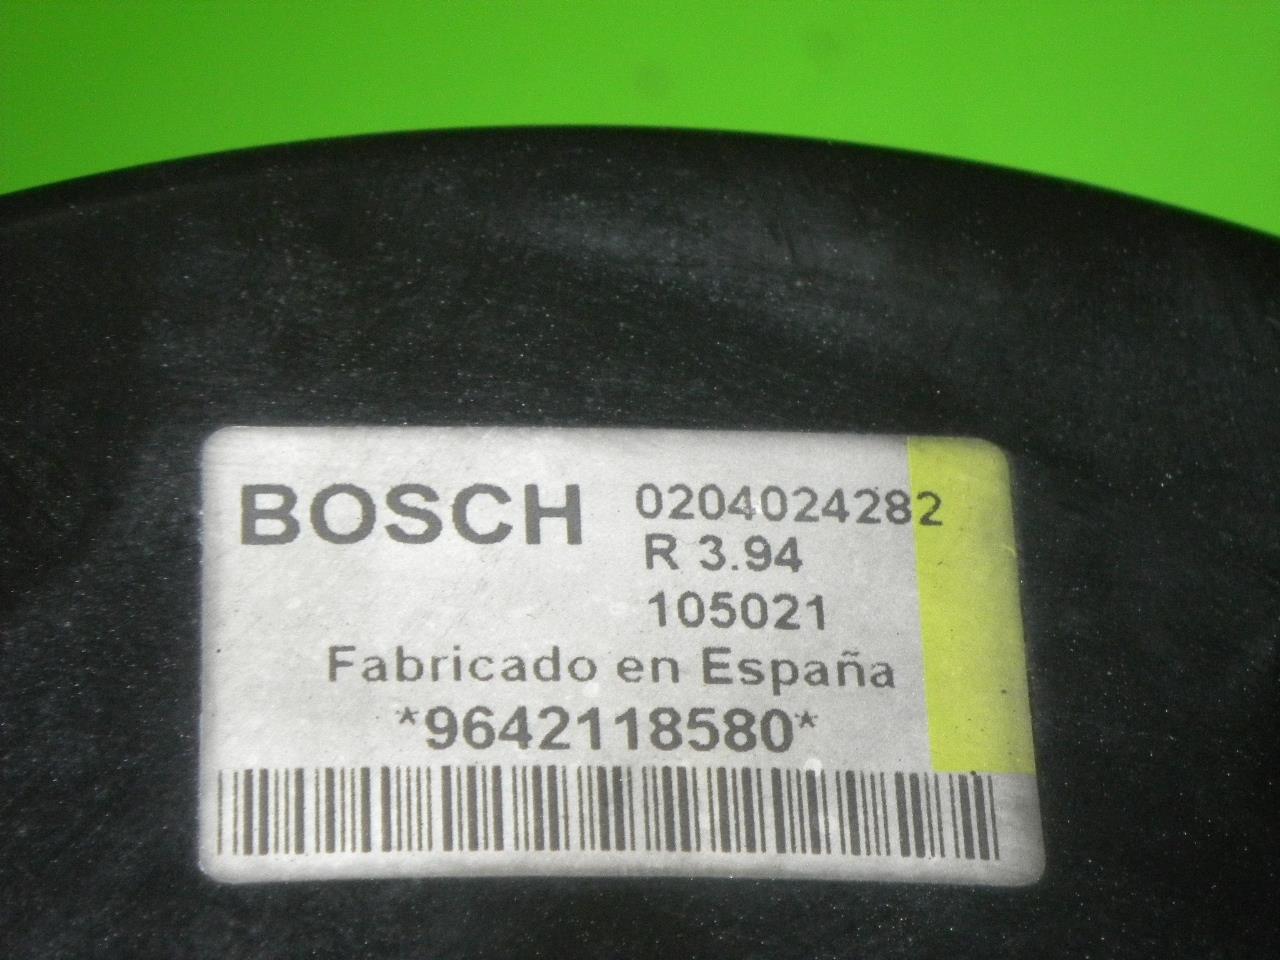 BOSCH 0204024282
R 3.94
105021
Fabricado en España
*9642118580*